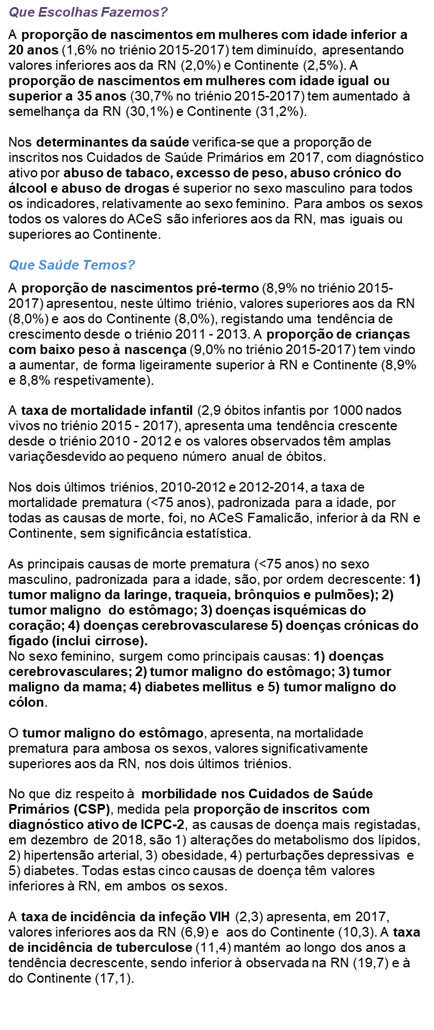 Que Escolhas Fazemos?
A proporção de nascimentos em mulheres com idade inferior a
20 anos (1,6% no triénio 2015-2017) tem diminuído, apresentando
valores inferiores aos da RN (2,0%) e Continente (2,5%). A
proporção de nascimentos em mulheres com idade igual ou
superior a 35 anos (30,7% no triénio 2015-2017) tem aumentado à
semelhança da RN (30,1%) e Continente (31,2%).
Nos determinantes da saúde verifica-se que a proporção de
inscritos nos Cuidados de Saúde Primários em 2017, com diagnóstico
ativo por abuso de tabaco, excesso de peso, abuso crónico do
álcool e abuso de drogas é superior no sexo masculino para todos
os indicadores, relativamente ao sexo feminino. Para ambos os sexos
todos os valores do ACeS são inferiores aos da RN, mas iguais ou
superiores ao Continente.
Que Saúde Temos?
A proporção de nascimentos pré-termo (8,9% no triénio 2015-
2017) apresentou, neste último triénio, valores superiores aos da RN
(8,0%) e aos do Continente (8,0%), registando uma tendência de
crescimento desde o triénio 2011 - 2013. A proporção de crianças
com baixo peso à nascença (9,0% no triénio 2015-2017) tem vindo
a aumentar, de forma ligeiramente superior à RN e Continente (8,9%
e 8,8% respetivamente).
A taxa de mortalidade infantil (2,9 óbitos infantis por 1000 nados
vivos no triénio 2015 - 2017), apresenta uma tendência crescente
desde o triénio 2010 - 2012 e os valores observados têm amplas
variaçõesdevido ao pequeno número anual de óbitos.
Nos dois últimos triénios, 2010-2012 e 2012-2014, a taxa de
mortalidade prematura (<75 anos), padronizada para a idade, por
todas as causas de morte, foi, no ACeS Famalicão, inferior à da RN e
Continente, sem significância estatística.
As principais causas de morte prematura (<75 anos) no sexo
masculino, padronizada para a idade, são, por ordem decrescente: 1)
tumor maligno da laringe, traqueia, brônquios e pulmões); 2)
tumor maligno do estômago; 3) doenças isquémicas do
coração; 4) doenças cerebrovascularese 5) doenças crónicas do
fígado (inclui cirrose).
No sexo feminino, surgem como principais causas: 1) doenças
cerebrovasculares; 2) tumor maligno do estômago; 3) tumor
maligno da mama; 4) diabetes mellitus e 5) tumor maligno do
cólon.
O tumor maligno do estômago, apresenta, na mortalidade
prematura para ambosa os sexos, valores significativamente
superiores aos da RN, nos dois últimos triénios.
No que diz respeito à morbilidade nos Cuidados de Saúde
Primários (CSP), medida pela proporção de inscritos com
diagnóstico ativo de ICPC-2, as causas de doença mais registadas,
em dezembro de 2018, são 1) alterações do metabolismo dos lípidos,
2) hipertensão arterial, 3) obesidade, 4) perturbações depressivas e
5) diabetes. Todas estas cinco causas de doença têm valores
inferiores à RN, em ambos os sexos.
A taxa de incidência da infeção VIH (2,3) apresenta, em 2017,
valores inferiores aos da RN (6,9) e aos do Continente (10,3). A taxa
de incidência de tuberculose (11,4) mantém ao longo dos anos a
tendência decrescente, sendo inferior à observada na RN (19,7) e à
do Continente (17,1).